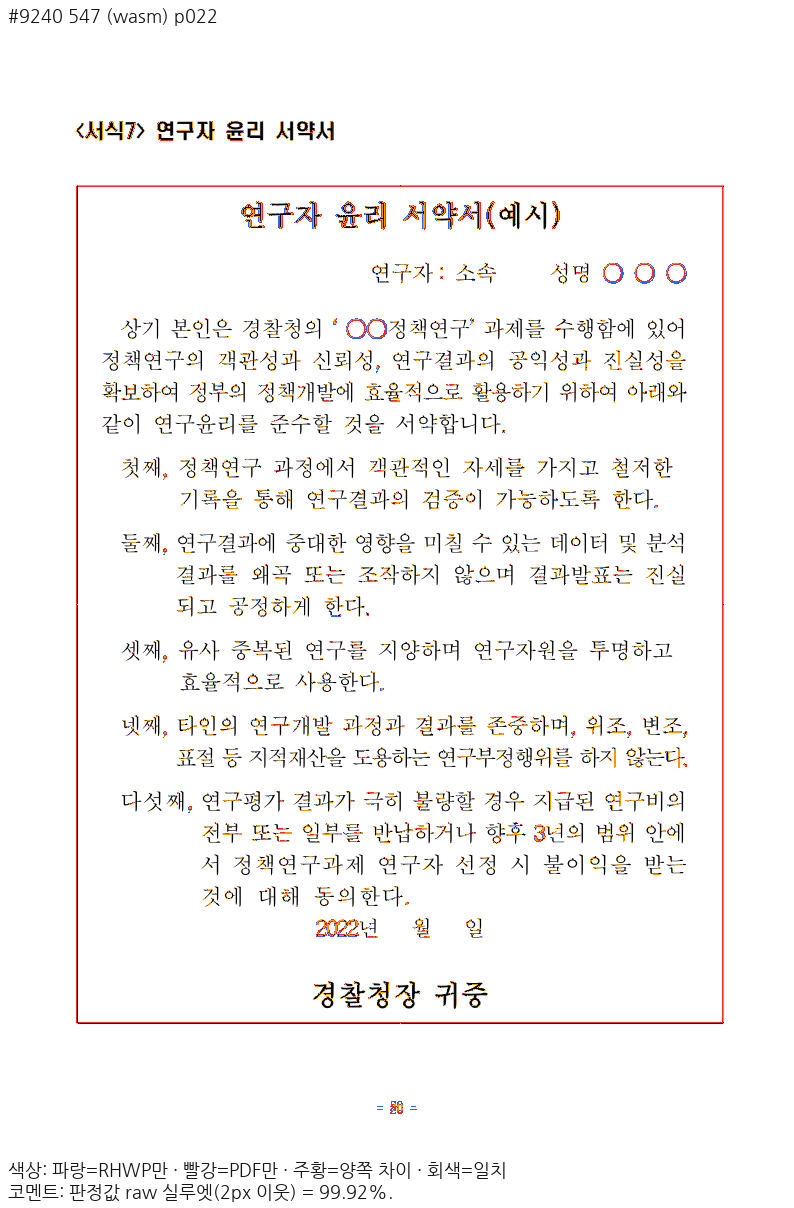 #9240 547 (wasm) p022
<서식7> 연구자 윤리 서약서
연구자 윤리 서약서(예시)
연구자 : 소속 성명 ○ ○ ○
상기 본인은 경찰청의 ‘ ○○정책연구’ 과제를 수행함에 있어
정책연구의 객관성과 신뢰성, 연구결과의 공익성과 진실성을
확보하여 정부의 정책개발에 효율적으로 활용하기 위하여 아래와
같이 연구윤리를 준수할 것을 서약합니다.
첫째, 정책연구 과정에서 객관적인 자세를 가지고 철저한
기록을 통해 연구결과의 검증이 가능하도록 한다.
둘째, 연구결과에 중대한 영향을 미칠 수 있는 데이터 및 분석
결과를 왜곡 또는 조작하지 않으며 결과발표는 진실
되고 공정하게 한다.
셋째, 유사 중복된 연구를 지양하며 연구자원을 투명하고
효율적으로 사용한다.
넷째, 타인의 연구개발 과정과 결과를 존중하며, 위조, 변조,
표절 등 지적재산을 도용하는 연구부정행위를 하지 않는다.
다섯째, 연구평가 결과가 극히 불량할 경우 지급된 연구비의
전부 또는 일부를 반납하거나 향후 3년의 범위 안에
서 정책연구과제 연구자 선정 시 불이익을 받는
것에 대해 동의한다.
2022년 월 일
경찰청장 귀중
색상: 파랑=RHWP만 · 빨강=PDF만 · 주황=양쪽 차이 · 회색=일치
코멘트: 판정값 raw 실루엣(2px 이웃) = 99.92%.